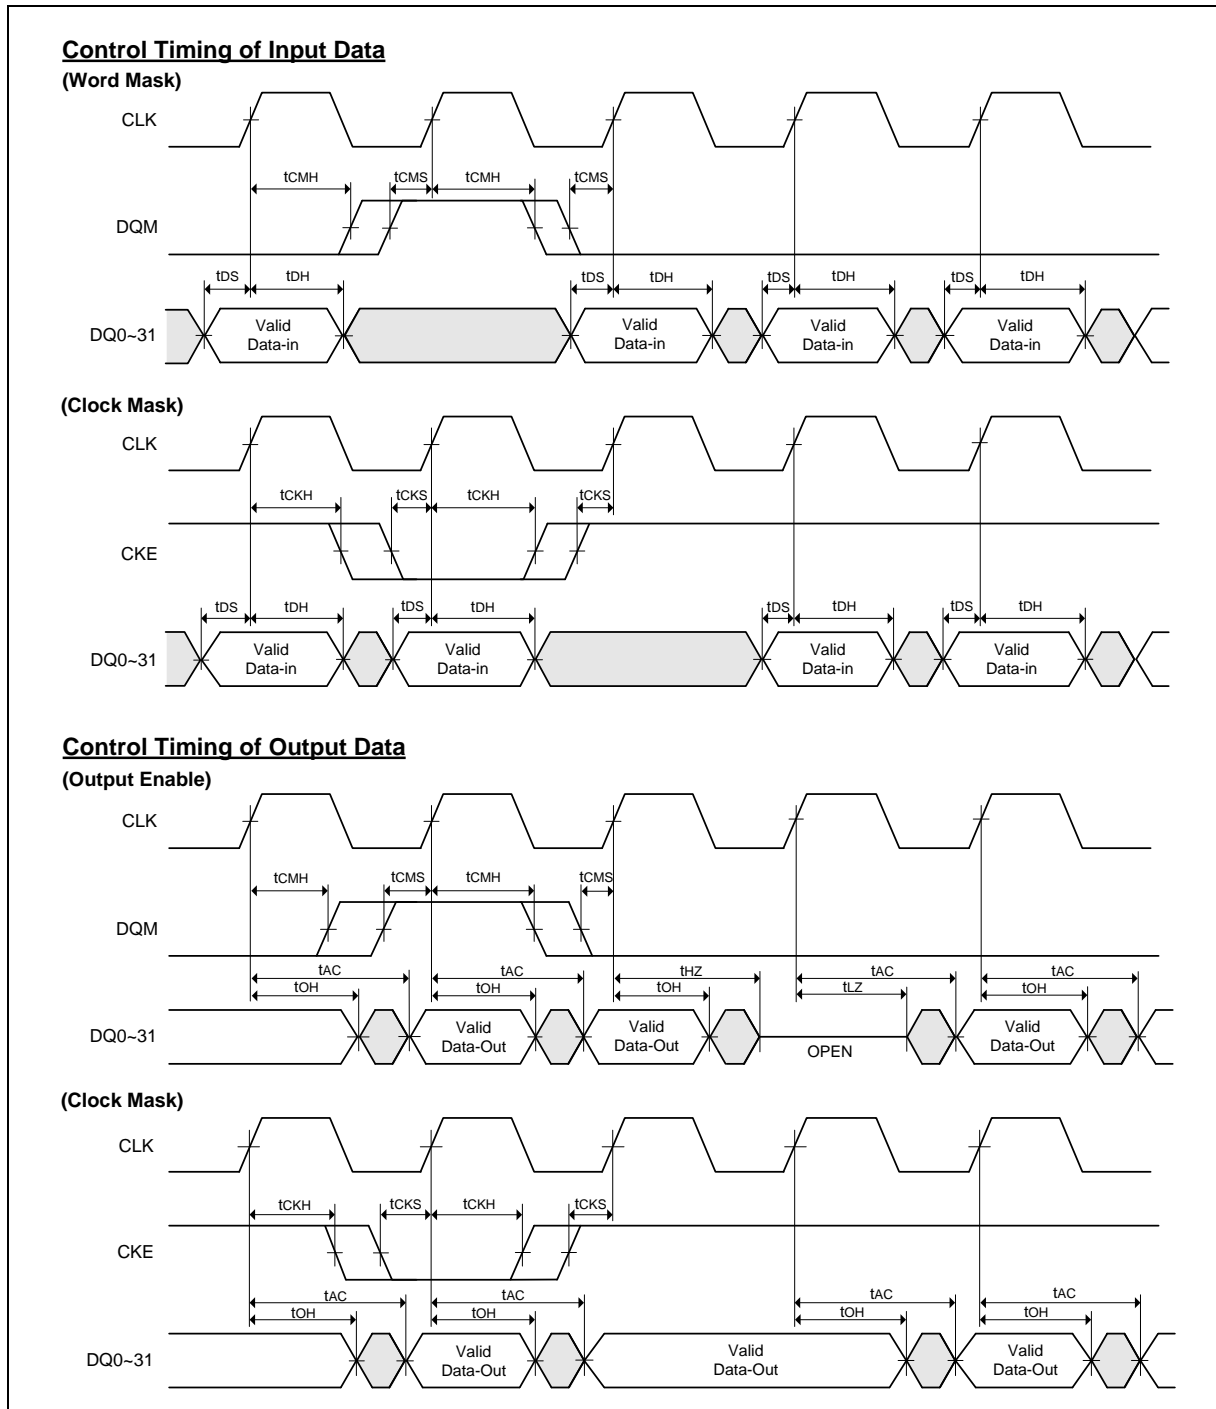 Control Timing of Input Data
(Word Mask)
CLK
tCMH tCMS tCMH tCMS
DQM
tDS tDH tDS tDH tDS tDH tDS tDH
DQ0~31
Valid Data-in
Valid Data-in
Valid Data-in
Valid Data-in
(Clock Mask)
CLK
tCKH tCKS tCKH tCKS
CKE
tDS tDH tDS tDH tDS tDH tDS tDH
DQ0~31
Valid Data-in
Valid Data-in
Valid Data-in
Valid Data-in
Control Timing of Output Data
(Output Enable)
CLK
tCMH tCMS tCMH tCMS
DQM
tAC tAC tHZ tAC tAC
tOH tOH tOH tLZ tOH
DQ0~31
Valid Data-Out
Valid Data-Out
OPEN
Valid Data-Out
(Clock Mask)
CLK
tCKH tCKS tCKH tCKS
CKE
tAC tAC tAC tAC
tOH tOH tOH tOH
DQ0~31
Valid Data-Out
Valid Data-Out
Valid Data-Out